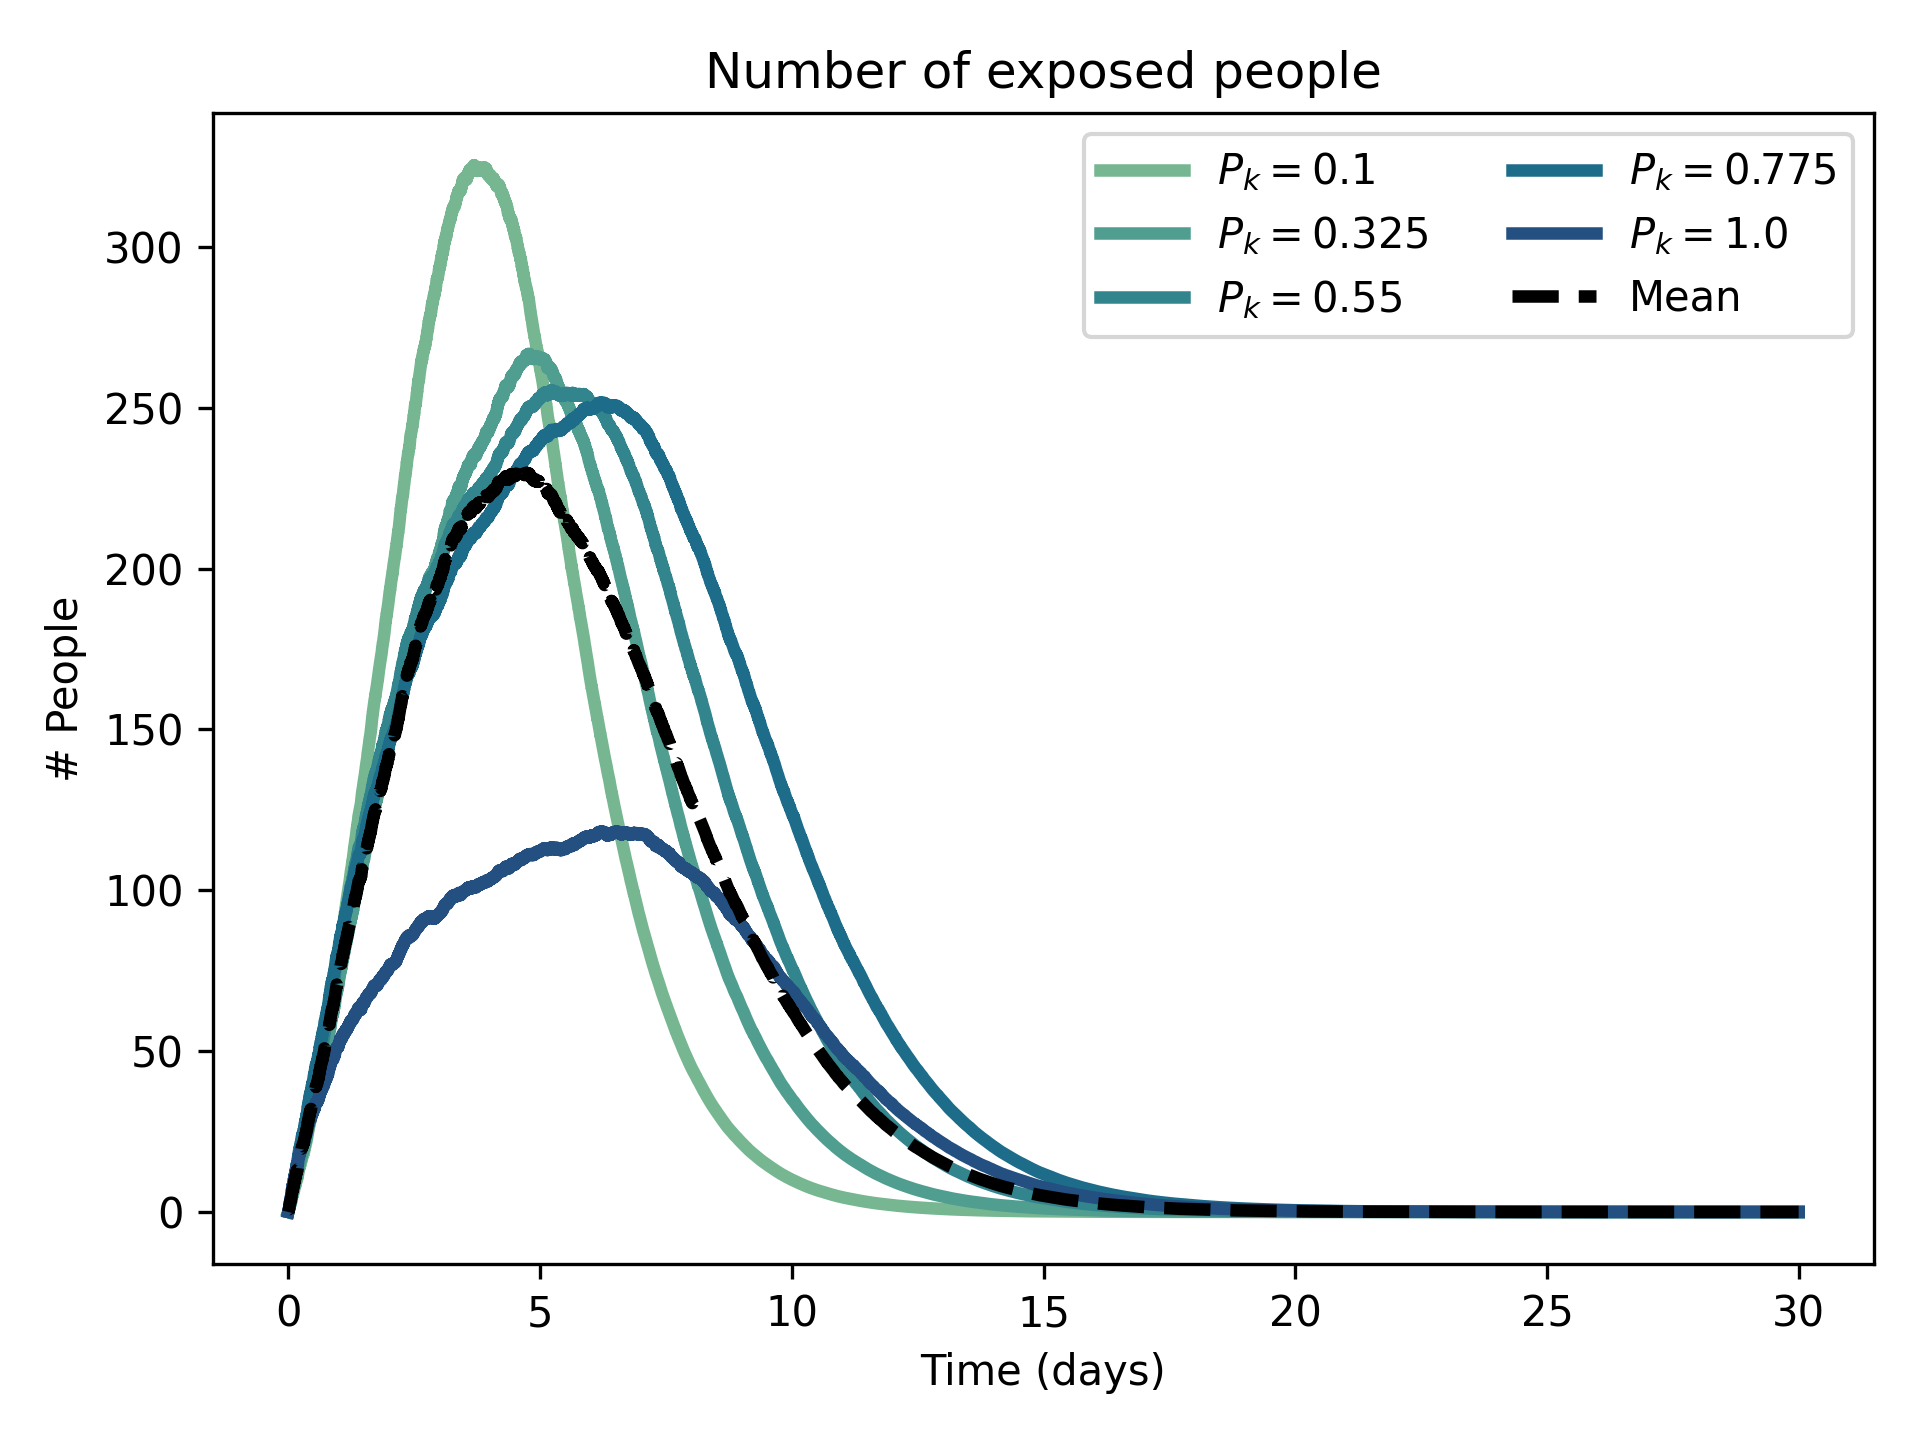 Number of exposed people
P_k = 0.1
P_k = 0.325
P_k = 0.55
P_k = 0.775
P_k = 1.0
Mean
# People
300
250
200
150
100
50
0
0 5 10 15 20 25 30
Time (days)